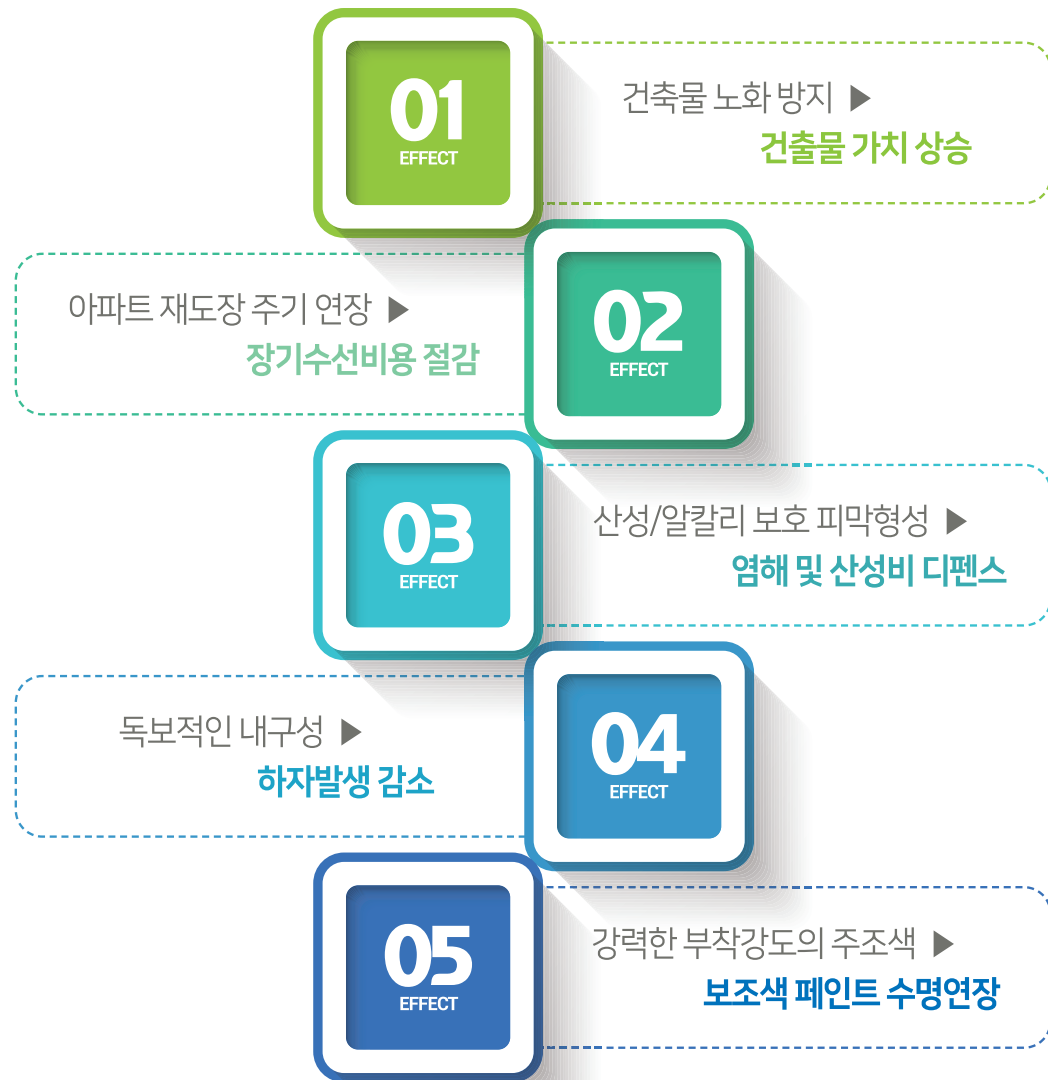 01
EFFECT
건축물 노화 방지 ▶
건출물 가치 상승
02
EFFECT
아파트 재도장 주기 연장 ▶
장기수선비용 절감
03
EFFECT
산성/알칼리 보호 피막형성 ▶
염해 및 산성비 디펜스
04
EFFECT
독보적인 내구성 ▶
하자발생 감소
05
EFFECT
강력한 부착강도의 주조색 ▶
보조색 페인트 수명연장